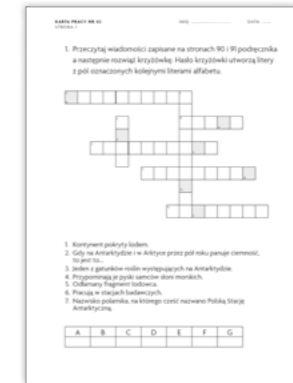 KARTA PRACY NR 43
STRONA 1
IMIĘ
DATA
1. Przeczytaj wiadomości zapisane na stronach 90 i 91 podręcznika
a następnie rozwiąż krzyżówkę. Hasło krzyżówki utworzą litery
z pól oznaczonych kolejnymi literami alfabetu.
1. Kontynent pokryty lodem.
2. Gdy na Antarktydzie i w Arktyce przez pół roku panuje ciemność,
to jest to...
3. Jeden z gatunków roślin występujących na Antarktydzie.
4. Przypominają je pyski samców słoni morskich.
5. Odłamany fragment lodowca.
6. Pracują w stacjach badawczych.
7. Nazwisko polarnika, na którego cześć nazwano Polską Stację
Antarktyczną.
A B C D E F G